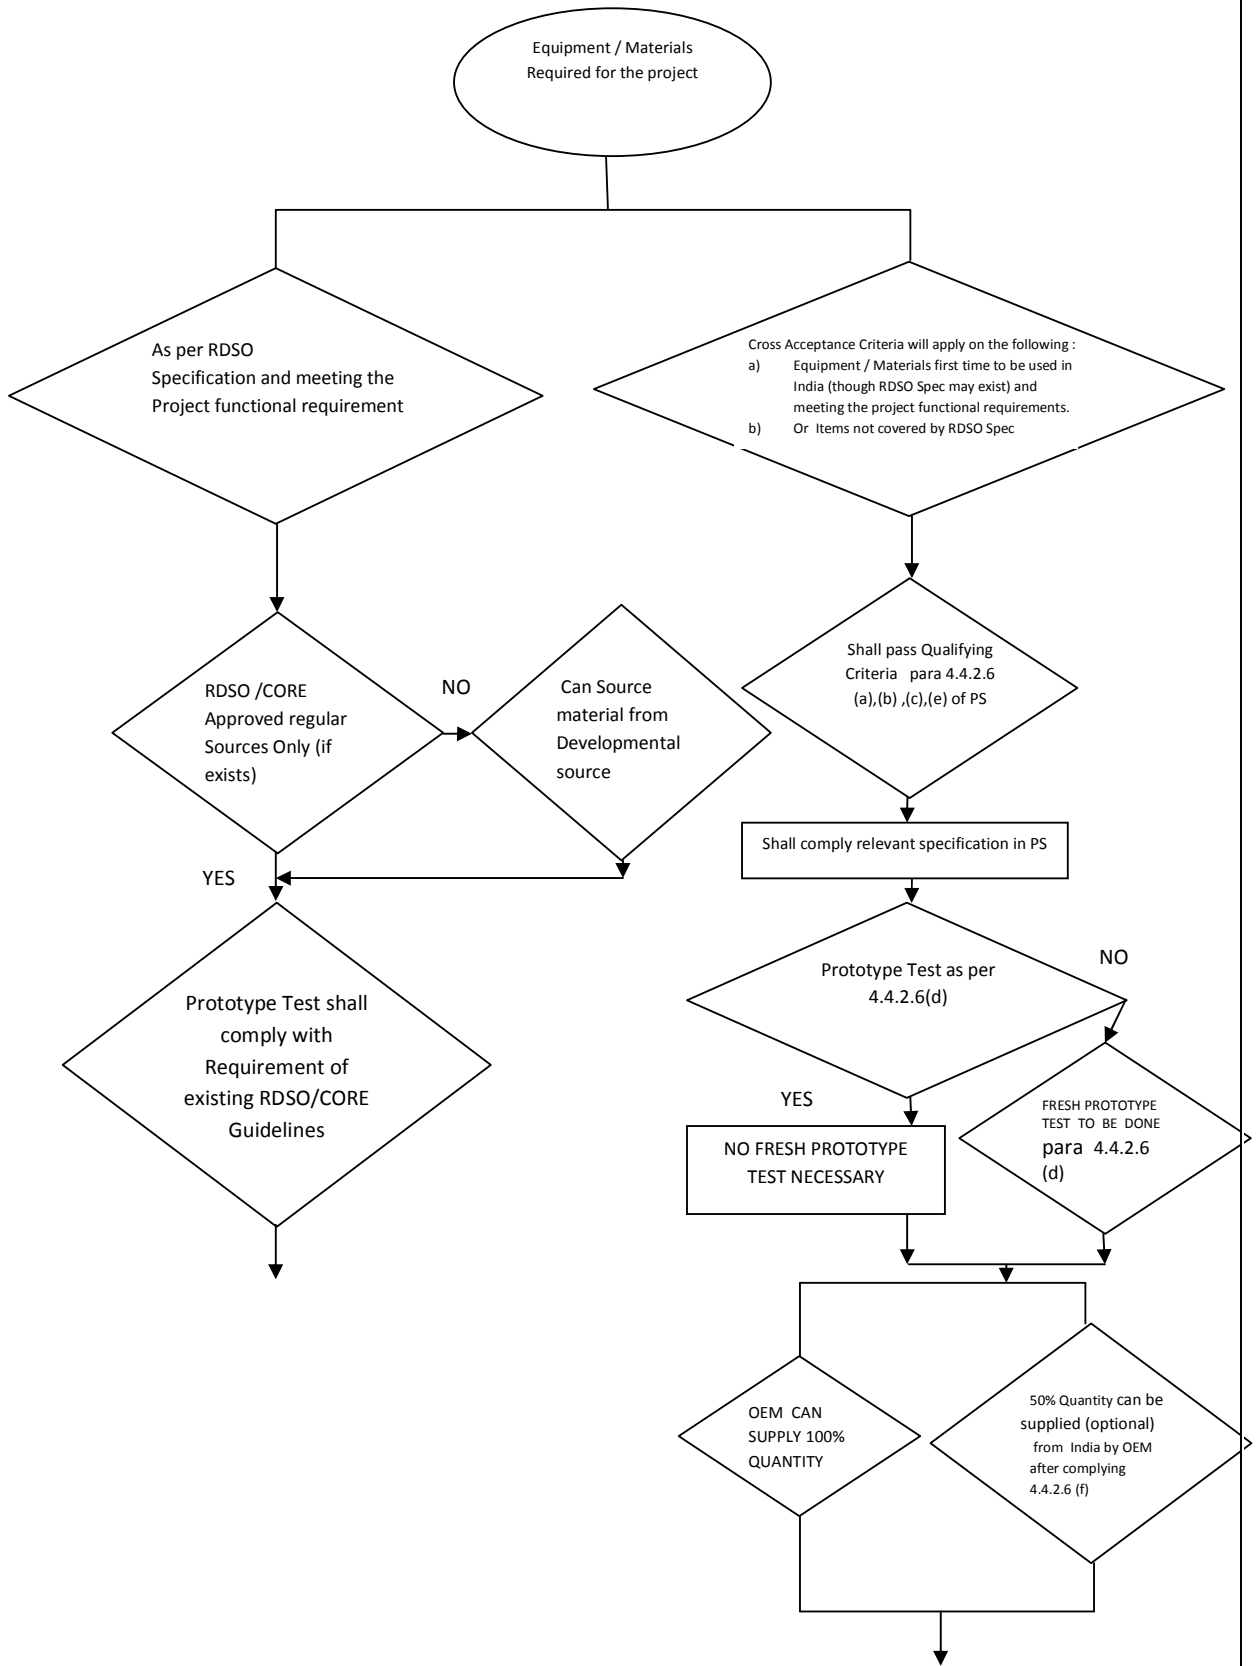 Equipment / Materials
Required for the project
As per RDSO
Specification and meeting the
Project functional requirement
Cross Acceptance Criteria will apply on the following :
a) Equipment / Materials first time to be used in
India (though RDSO Spec may exist) and
meeting the project functional requirements.
b) Or Items not covered by RDSO Spec
RDSO /CORE
Approved regular
Sources Only (if
exists)
NO
Can Source
material from
Developmental
source
Shall pass Qualifying
Criteria para 4.4.2.6
(a),(b) ,(c),(e) of PS
Shall comply relevant specification in PS
YES
Prototype Test shall
comply with
Requirement of
existing RDSO/CORE
Guidelines
Prototype Test as per
4.4.2.6(d)
NO
YES
NO FRESH PROTOTYPE
TEST NECESSARY
FRESH PROTOTYPE
TEST TO BE DONE
para 4.4.2.6
(d)
OEM CAN
SUPPLY 100%
QUANTITY
50% Quantity can be
supplied (optional)
from India by OEM
after complying
4.4.2.6 (f)